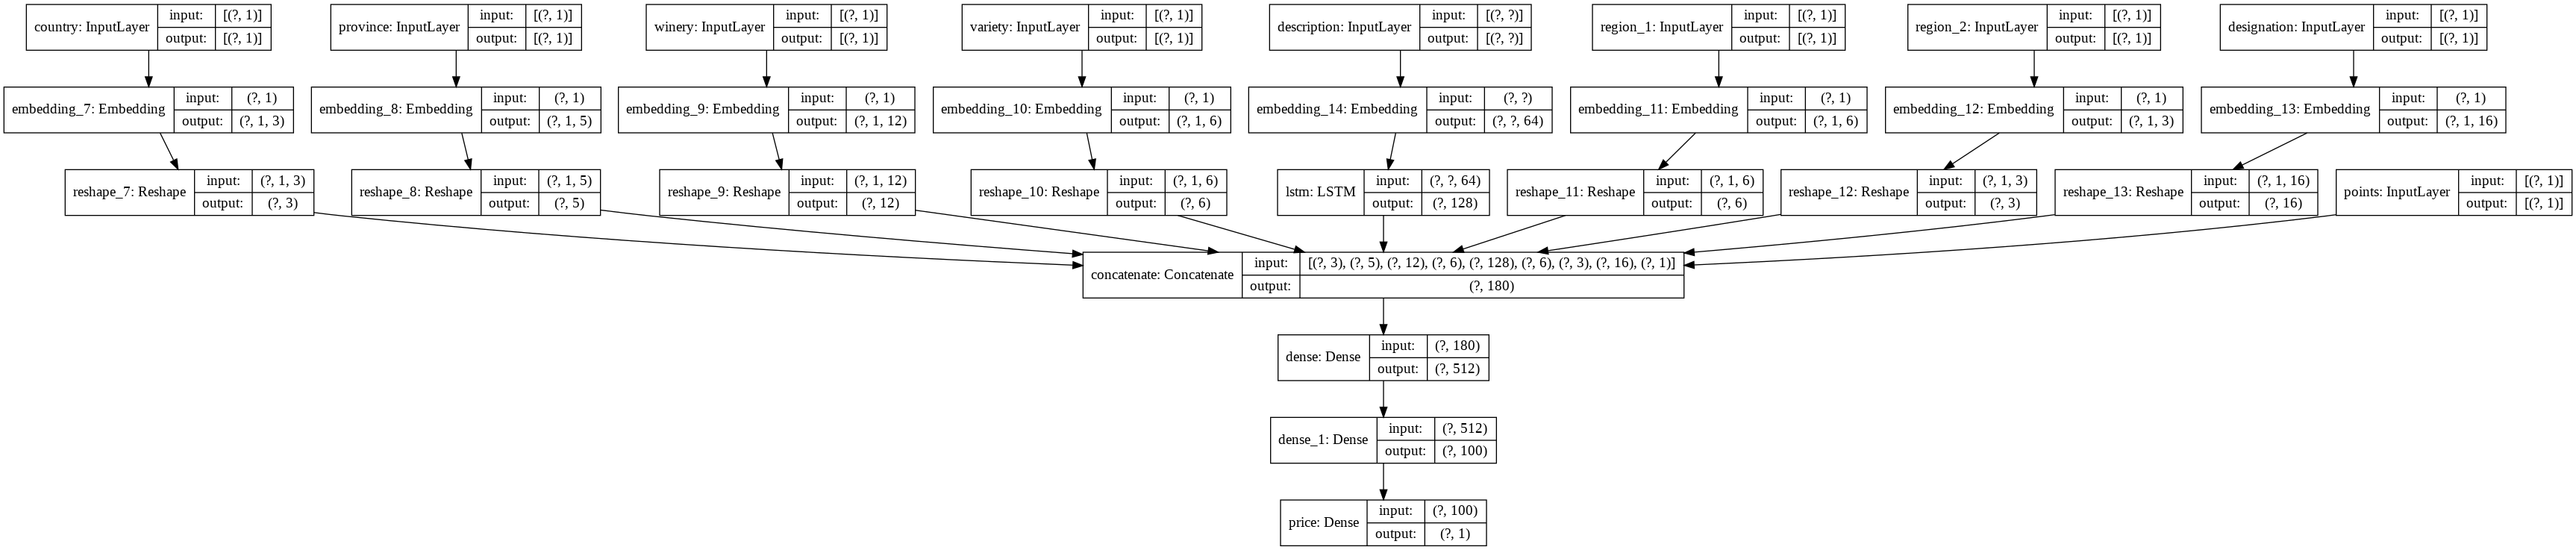 country: InputLayer input: [(?, 1)] output: [(?, 1)]
province: InputLayer input: [(?, 1)] output: [(?, 1)]
winery: InputLayer input: [(?, 1)] output: [(?, 1)]
variety: InputLayer input: [(?, 1)] output: [(?, 1)]
description: InputLayer input: [(?, ?)] output: [(?, ?)]
region_1: InputLayer input: [(?, 1)] output: [(?, 1)]
region_2: InputLayer input: [(?, 1)] output: [(?, 1)]
designation: InputLayer input: [(?, 1)] output: [(?, 1)]
embedding_7: Embedding input: (?, 1) output: (?, 1, 3)
embedding_8: Embedding input: (?, 1) output: (?, 1, 5)
embedding_9: Embedding input: (?, 1) output: (?, 1, 12)
embedding_10: Embedding input: (?, 1) output: (?, 1, 6)
embedding_14: Embedding input: (?, ?) output: (?, ?, 64)
embedding_11: Embedding input: (?, 1) output: (?, 1, 6)
embedding_12: Embedding input: (?, 1) output: (?, 1, 3)
embedding_13: Embedding input: (?, 1) output: (?, 1, 16)
reshape_7: Reshape input: (?, 1, 3) output: (?, 3)
reshape_8: Reshape input: (?, 1, 5) output: (?, 5)
reshape_9: Reshape input: (?, 1, 12) output: (?, 12)
reshape_10: Reshape input: (?, 1, 6) output: (?, 6)
lstm: LSTM input: (?, ?, 64) output: (?, 128)
reshape_11: Reshape input: (?, 1, 6) output: (?, 6)
reshape_12: Reshape input: (?, 1, 3) output: (?, 3)
reshape_13: Reshape input: (?, 1, 16) output: (?, 16)
points: InputLayer input: [(?, 1)] output: [(?, 1)]
concatenate: Concatenate input: [(?, 3), (?, 5), (?, 12), (?, 6), (?, 128), (?, 6), (?, 3), (?, 16), (?, 1)] output: (?, 180)
dense: Dense input: (?, 180) output: (?, 512)
dense_1: Dense input: (?, 512) output: (?, 100)
price: Dense input: (?, 100) output: (?, 1)